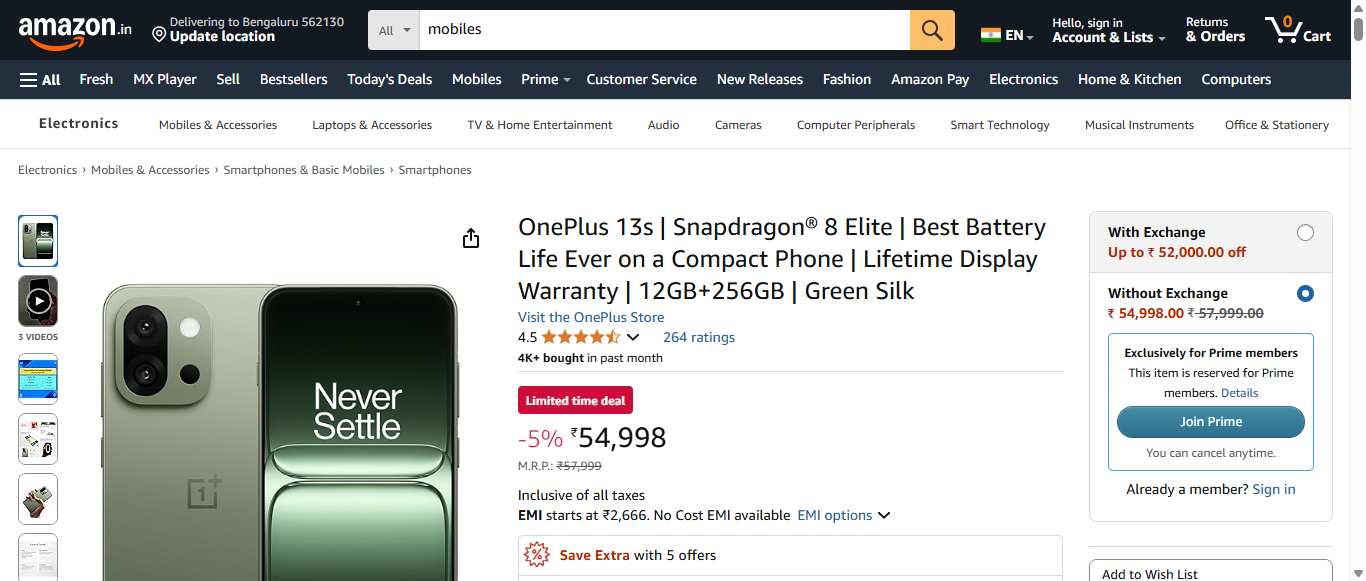 amazon.in
Delivering to Bengaluru 562130
Update location
All
mobiles
EN
Hello, sign in
Account & Lists
Returns
& Orders
0
Cart
All Fresh MX Player Sell Bestsellers Today's Deals Mobiles Prime Customer Service New Releases Fashion Amazon Pay Electronics Home & Kitchen Computers
Electronics Mobiles & Accessories Laptops & Accessories TV & Home Entertainment Audio Cameras Computer Peripherals Smart Technology Musical Instruments Office & Stationery
Electronics › Mobiles & Accessories › Smartphones & Basic Mobiles › Smartphones
3 VIDEOS
Never
Settle
1+
OnePlus 13s | Snapdragon® 8 Elite | Best Battery
Life Ever on a Compact Phone | Lifetime Display
Warranty | 12GB+256GB | Green Silk
Visit the OnePlus Store
4.5 264 ratings
4K+ bought in past month
Limited time deal
-5% ₹54,998
M.R.P.: ₹57,999
Inclusive of all taxes
EMI starts at ₹2,666. No Cost EMI available EMI options
Save Extra with 5 offers
With Exchange
Up to ₹ 52,000.00 off
Without Exchange
₹ 54,998.00 ₹ 57,999.00
Exclusively for Prime members
This item is reserved for Prime
members. Details
Join Prime
You can cancel anytime.
Already a member? Sign in
Add to Wish List